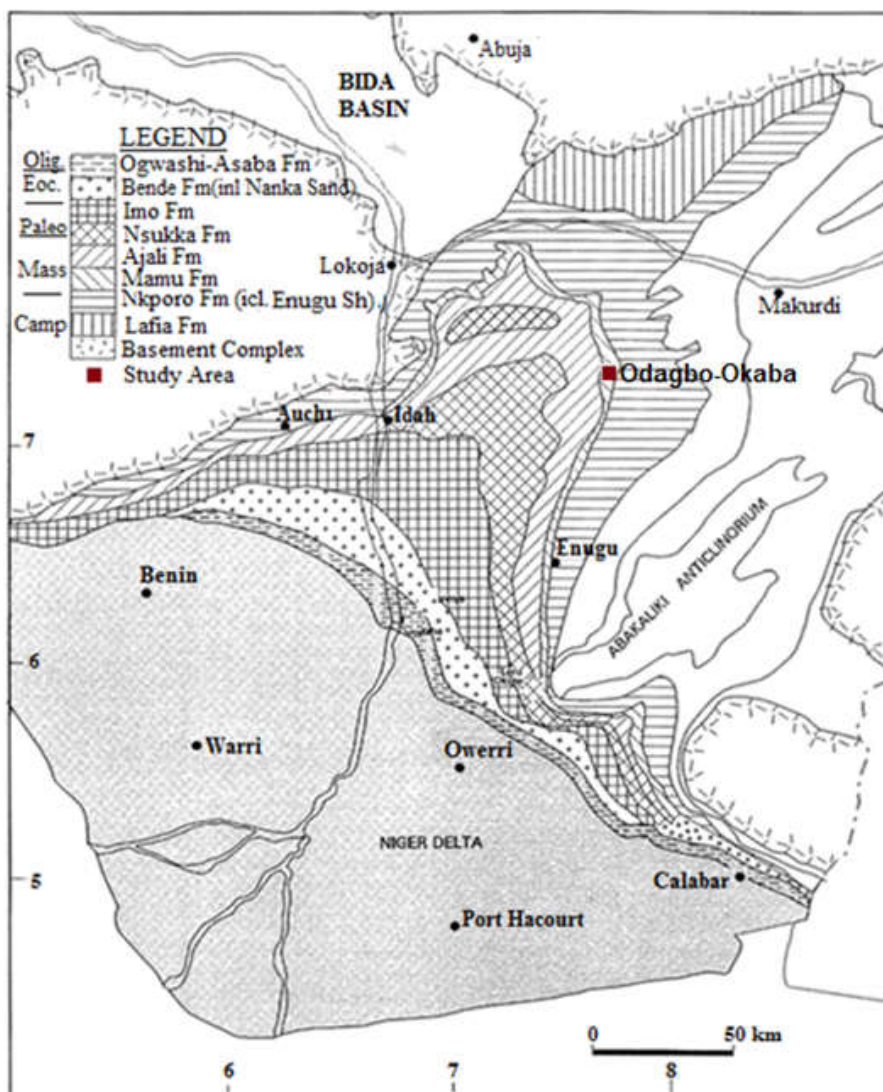 Abuja
BIDA
BASIN
LEGEND
Olig. Ogwashi-Asaba Fm
Eoc. Bende Fm(inl Nanka Sand)
Imo Fm
Paleo Nsukka Fm
Ajali Fm
Mass Mamu Fm
Nkporo Fm (icl. Enugu Sh)
Camp Lafia Fm
Basement Complex
Study Area
Lokoja
Makurdi
Odagbo-Okaba
Auchi Idah
7
Enugu
ABAKALIKI ANTICLINORIUM
Benin
6
Warri
Owerri
NIGER DELTA
5
Calabar
Port Hacourt
0 50 km
6 7 8